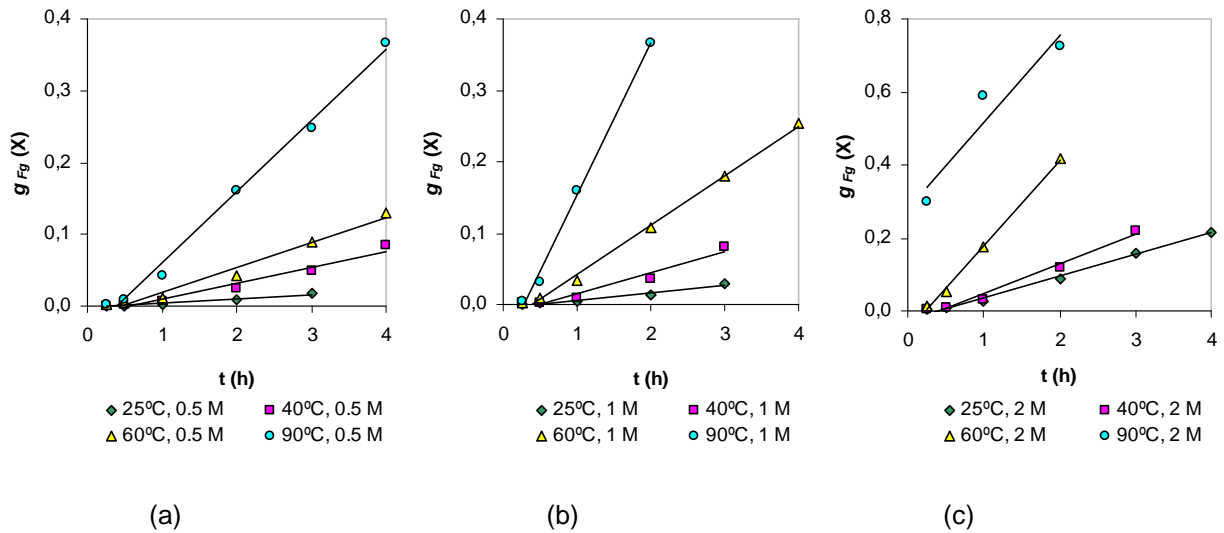 0,4
0,3
0,2
0,1
0,0
g Fg (X)
0 1 2 3 4
t (h)
25ºC, 0.5 M 40ºC, 0.5 M
60ºC, 0.5 M 90ºC, 0.5 M
(a)
0,4
0,3
0,2
0,1
0,0
g Fg (X)
0 1 2 3 4
t (h)
25ºC, 1 M 40ºC, 1 M
60ºC, 1 M 90ºC, 1 M
(b)
0,8
0,6
0,4
0,2
0,0
g Fg (X)
0 1 2 3 4
t (h)
25ºC, 2 M 40ºC, 2 M
60ºC, 2 M 90ºC, 2 M
(c)